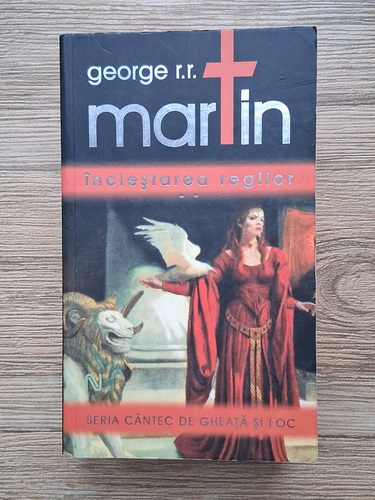 george r.r.
martin
încleştarea regilor
SERIA CÂNTEC DE GHEAŢĂ ŞI FOC